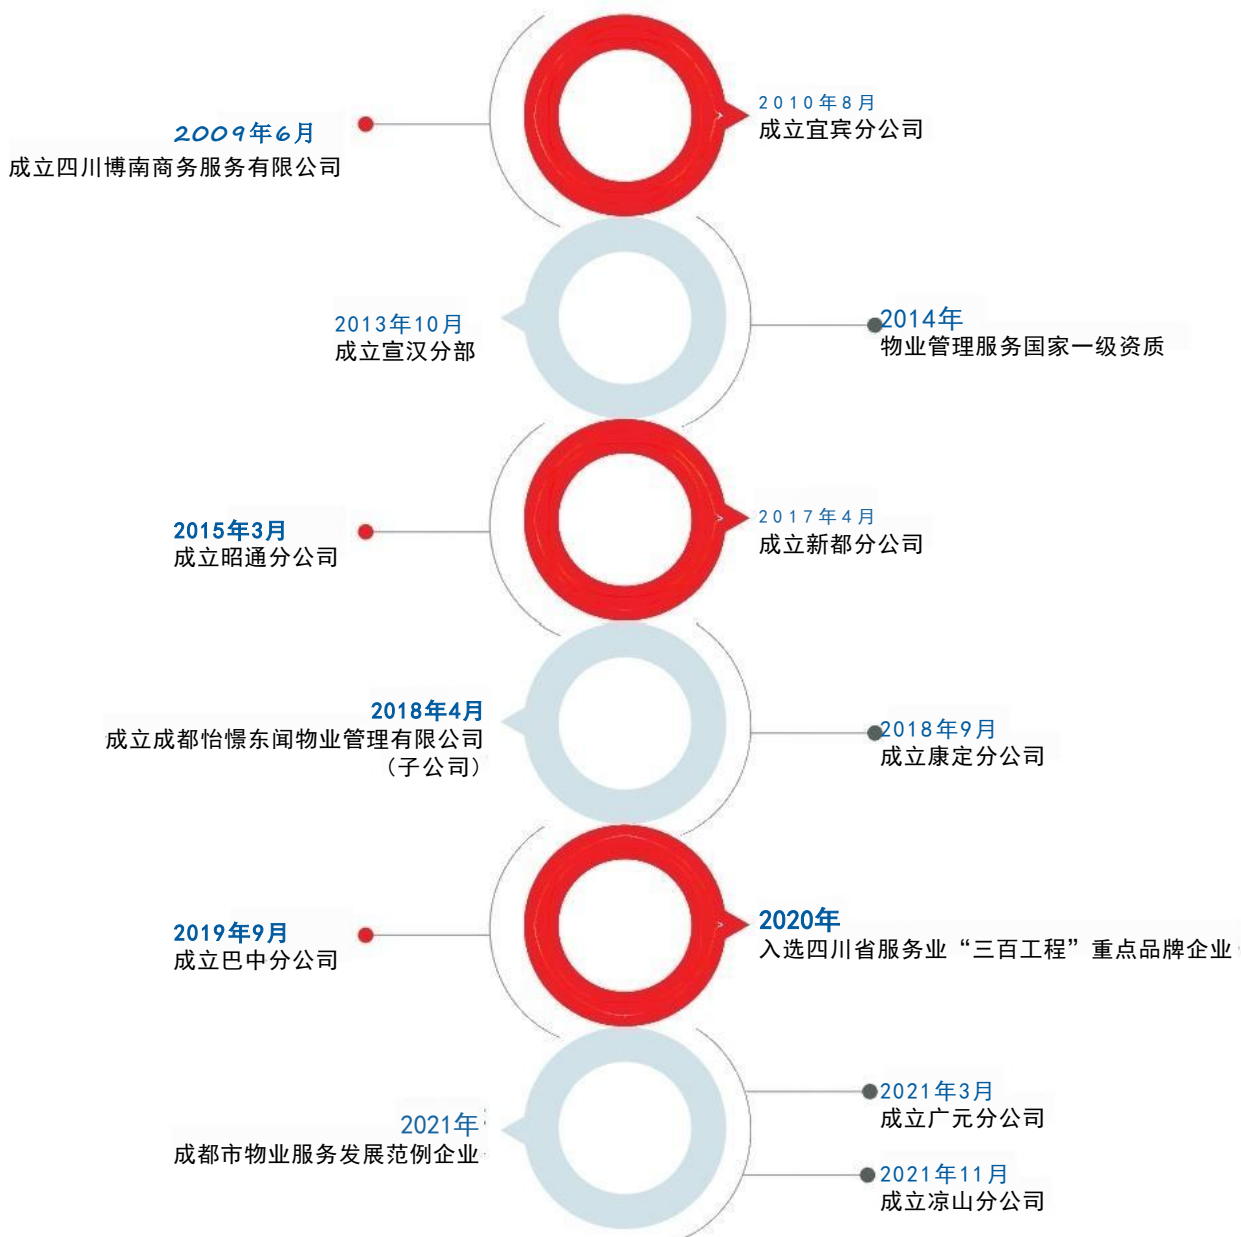 2009年6月
成立四川博南商务服务有限公司
2010年8月
成立宜宾分公司
2013年10月
成立宣汉分部
2014年
物业管理服务国家一级资质
2015年3月
成立昭通分公司
2017年4月
成立新都分公司
2018年4月
成立成都怡憬东闻物业管理有限公司
（子公司）
2018年9月
成立康定分公司
2019年9月
成立巴中分公司
2020年
入选四川省服务业“三百工程”重点品牌企业
2021年
成都市物业服务发展范例企业
2021年3月
成立广元分公司
2021年11月
成立凉山分公司